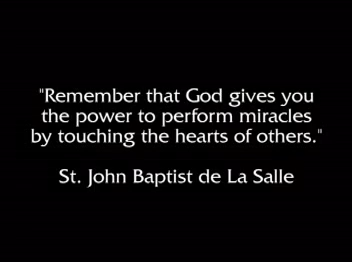 "Remember that God gives you
the power to perform miracles
by touching the hearts of others."
St. John Baptist de La Salle